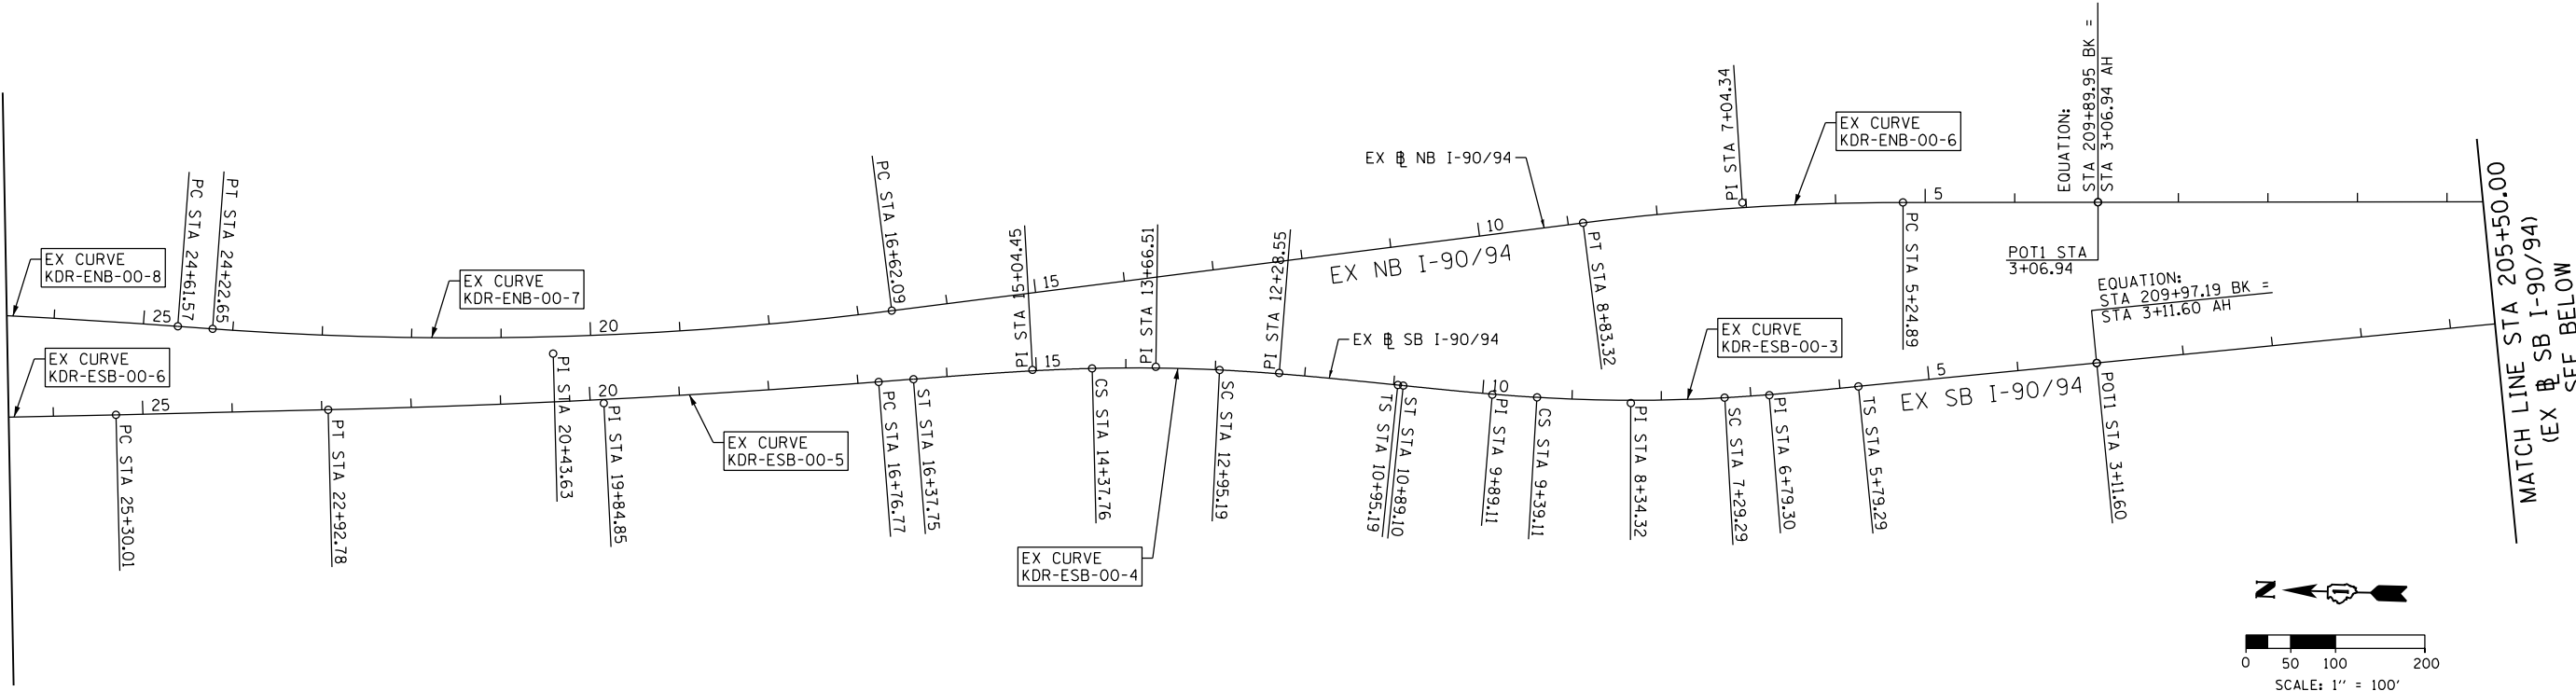 EX CURVE
KDR-ENB-00-8
25
PC STA 24+61.57
PT STA 24+22.65
EX CURVE
KDR-ENB-00-7
20
PC STA 16+62.09
15
EX NB I-90/94
10
EX BL NB I-90/94
PT STA 8+83.32
PI STA 7+04.34
EX CURVE
KDR-ENB-00-6
PC STA 5+24.89
5
EQUATION:
STA 209+89.95 BK =
STA 3+06.94 AH
POT1 STA
3+06.94
EX CURVE
KDR-ESB-00-6
PC STA 25+30.01
25
PT STA 22+92.78
PI STA 20+43.63
20
PI STA 19+84.85
EX CURVE
KDR-ESB-00-5
PC STA 16+76.77
ST STA 16+37.75
PI STA 15+04.45
15
CS STA 14+37.76
PI STA 13+66.51
EX CURVE
KDR-ESB-00-4
SC STA 12+95.19
PI STA 12+28.55
EX BL SB I-90/94
TS STA 10+95.19
ST STA 10+89.10
10
PI STA 9+89.11
CS STA 9+39.11
PI STA 8+34.32
EX CURVE
KDR-ESB-00-3
SC STA 7+29.29
PI STA 6+79.30
TS STA 5+79.29
5
EX SB I-90/94
EQUATION:
STA 209+97.19 BK =
STA 3+11.60 AH
POT1 STA 3+11.60
MATCH LINE STA 205+50.00
(EX BL SB I-90/94)
SEE BELOW
N
1
0 50 100 200
SCALE: 1" = 100'